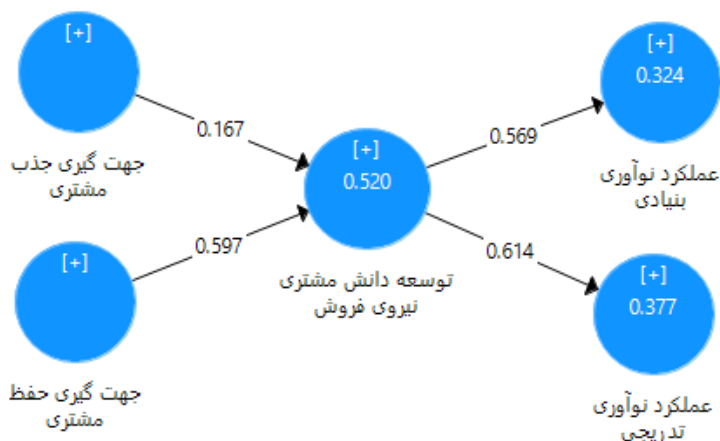 [+]
جهت گیری جذب
مشتری
[+]
جهت گیری حفظ
مشتری
0.167
0.597
[+]
0.520
توسعه دانش مشتری
نیروی فروش
0.569
0.614
[+]
0.324
عملکرد نوآوری
بنیادی
[+]
0.377
عملکرد نوآوری
تدریجی